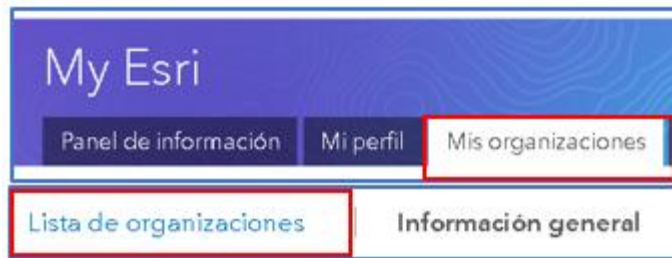 My Esri
Panel de información Mi perfil Mis organizaciones
Lista de organizaciones Información general